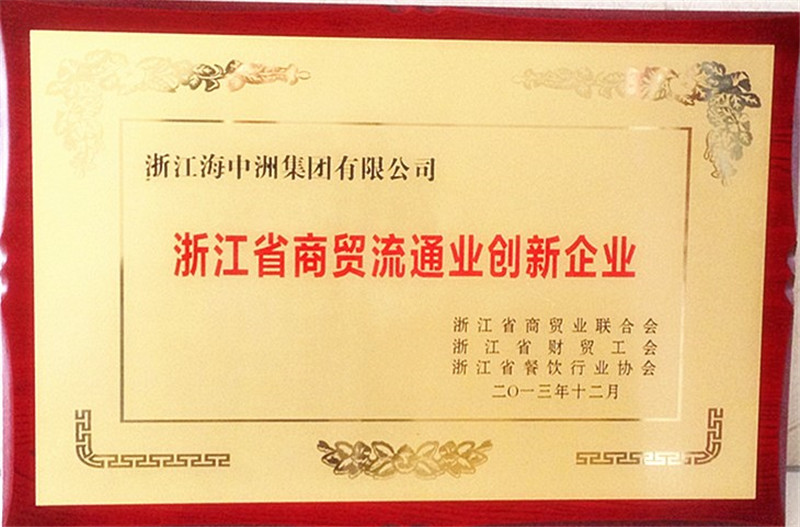 浙江海中洲集团有限公司
浙江省商贸流通业创新企业
浙江省商贸业联合会
浙江省财贸工会
浙江省餐饮行业协会
二〇一三年十二月